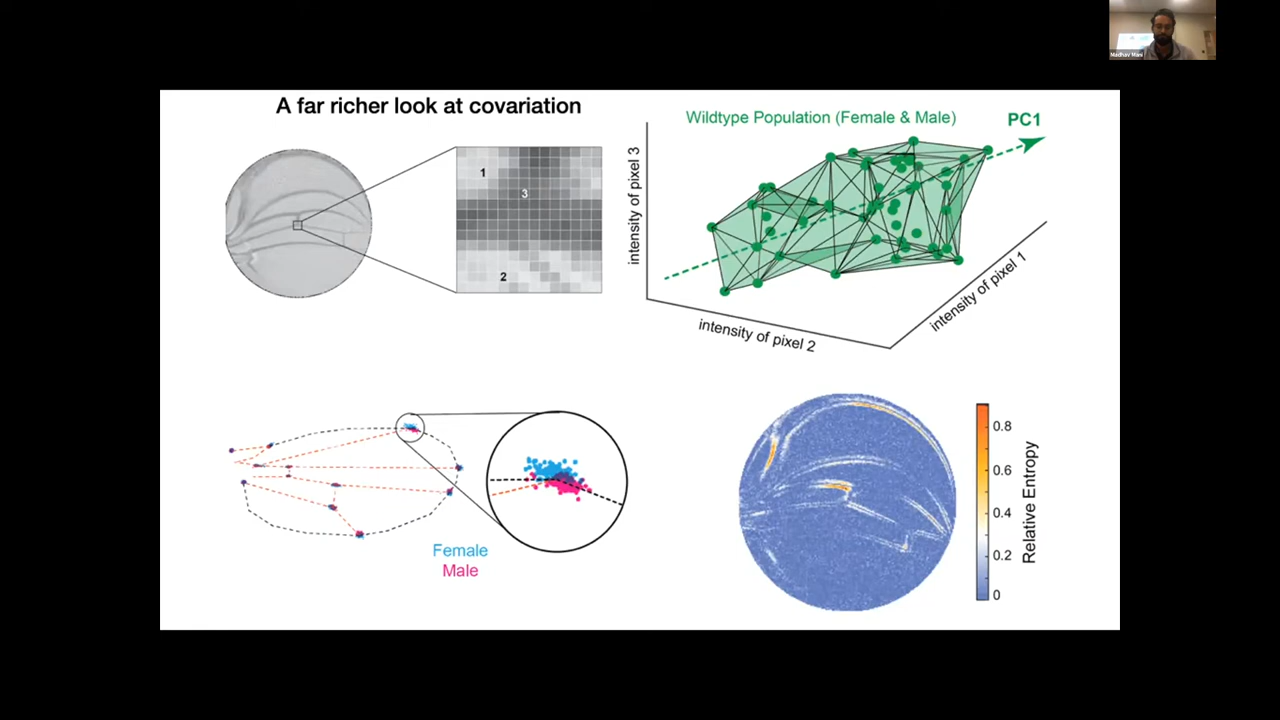 Madhav Mani
A far richer look at covariation
1
3
2
Wildtype Population (Female & Male)
PC1
intensity of pixel 3
intensity of pixel 2
intensity of pixel 1
Female
Male
0.8
0.6
0.4
0.2
0
Relative Entropy